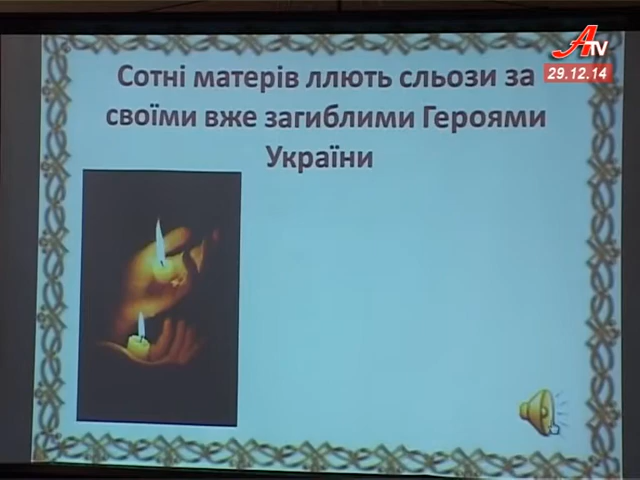 ATV
29.12.14
Сотні матерів ллють сльози за
своїми вже загиблими Героями
України